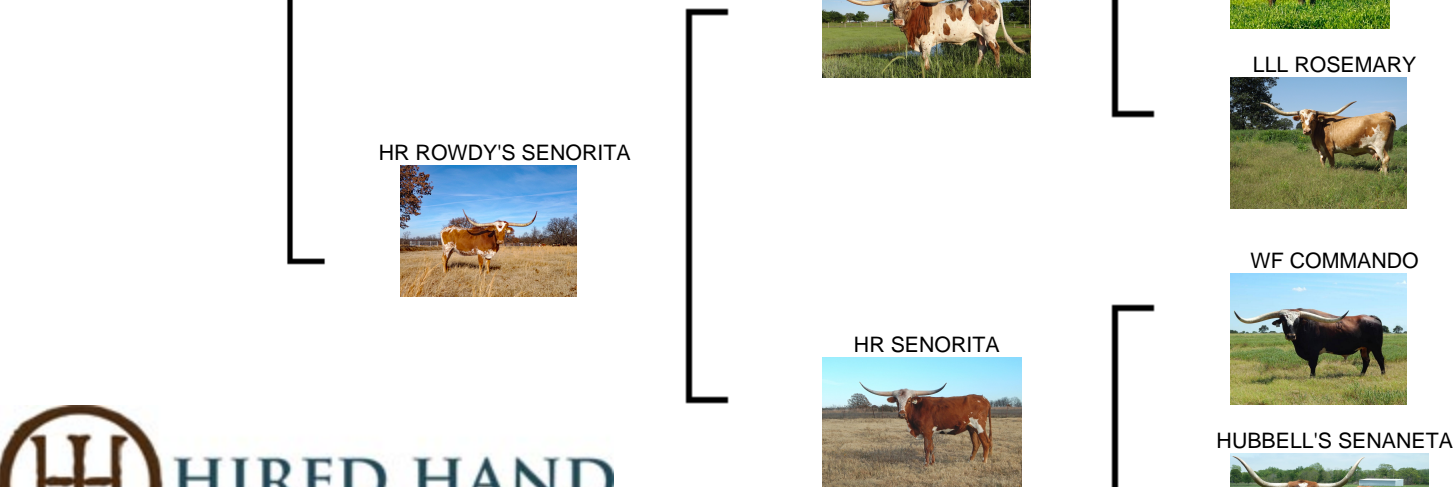 LLL ROSEMARY
HR ROWDY'S SENORITA
WF COMMANDO
HR SENORITA
HUBBELL'S SENANETA
HIRED HAND